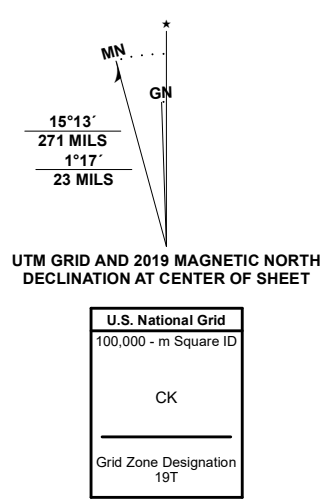 ★
MN
GN
15°13´
271 MILS
1°17´
23 MILS
UTM GRID AND 2019 MAGNETIC NORTH
DECLINATION AT CENTER OF SHEET
U.S. National Grid
100,000 - m Square ID
CK
Grid Zone Designation
19T